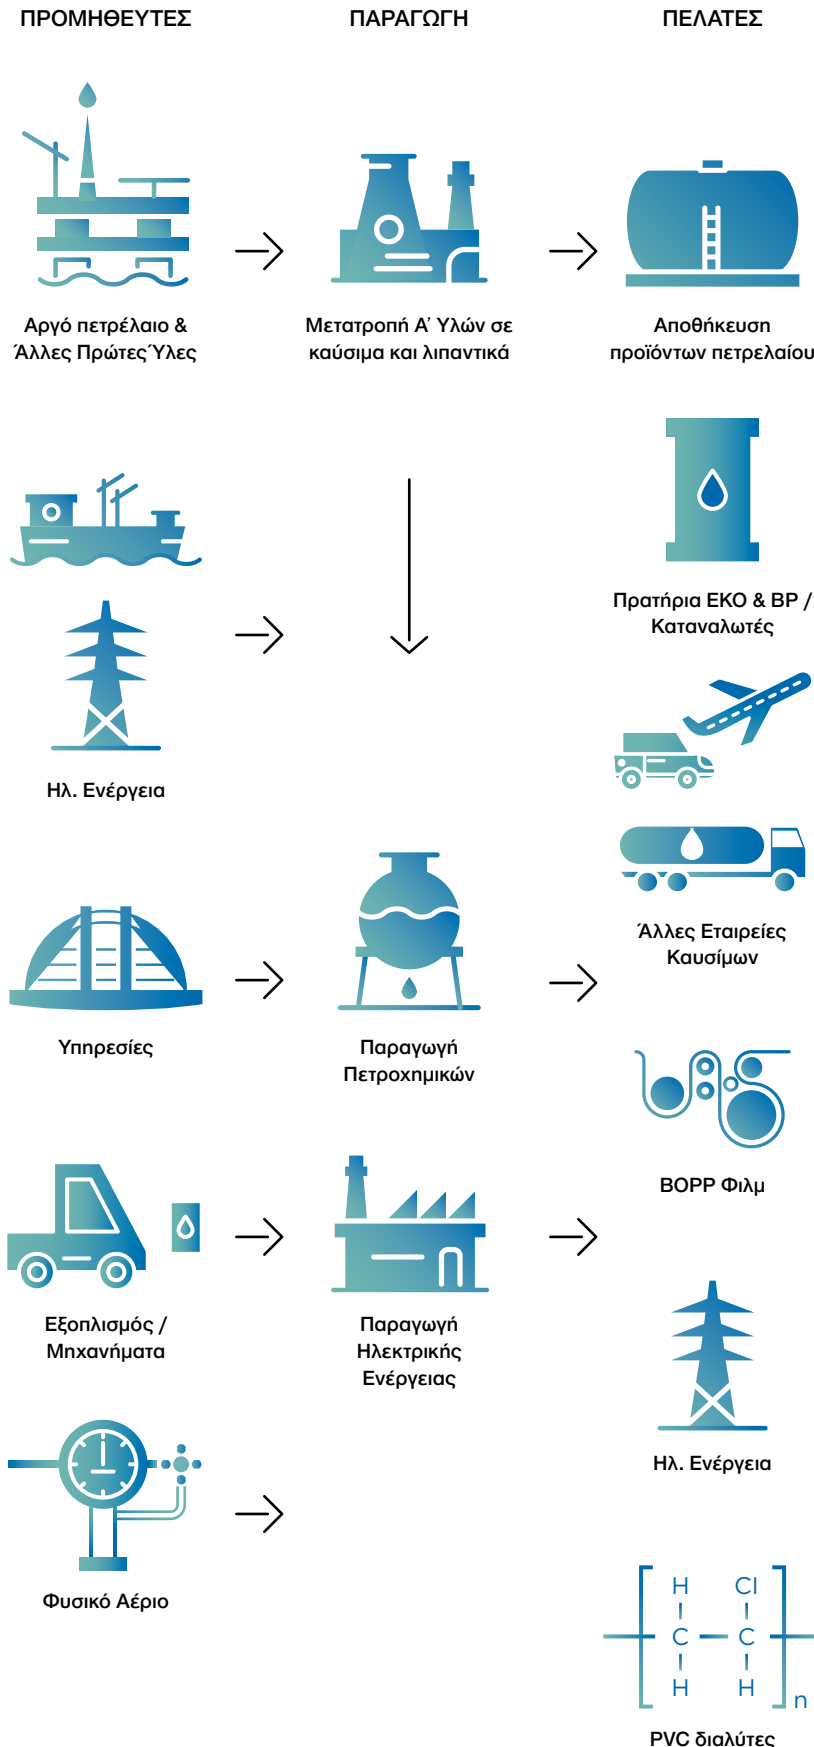 ΠΡΟΜΗΘΕΥΤΕΣ
ΠΑΡΑΓΩΓΗ
ΠΕΛΑΤΕΣ
Αργό πετρέλαιο &
Άλλες Πρώτες Ύλες
Μετατροπή Α’ Υλών σε
καύσιμα και λιπαντικά
Αποθήκευση
προϊόντων πετρελαίου
Πρατήρια ΕΚΟ & BP /
Καταναλωτές
Ηλ. Ενέργεια
Άλλες Εταιρείες
Καυσίμων
Υπηρεσίες
Παραγωγή
Πετροχημικών
BOPP Φιλμ
Εξοπλισμός /
Μηχανήματα
Παραγωγή
Ηλεκτρικής
Ενέργειας
Ηλ. Ενέργεια
Φυσικό Αέριο
H Cl
C C
H H
n
PVC διαλύτες